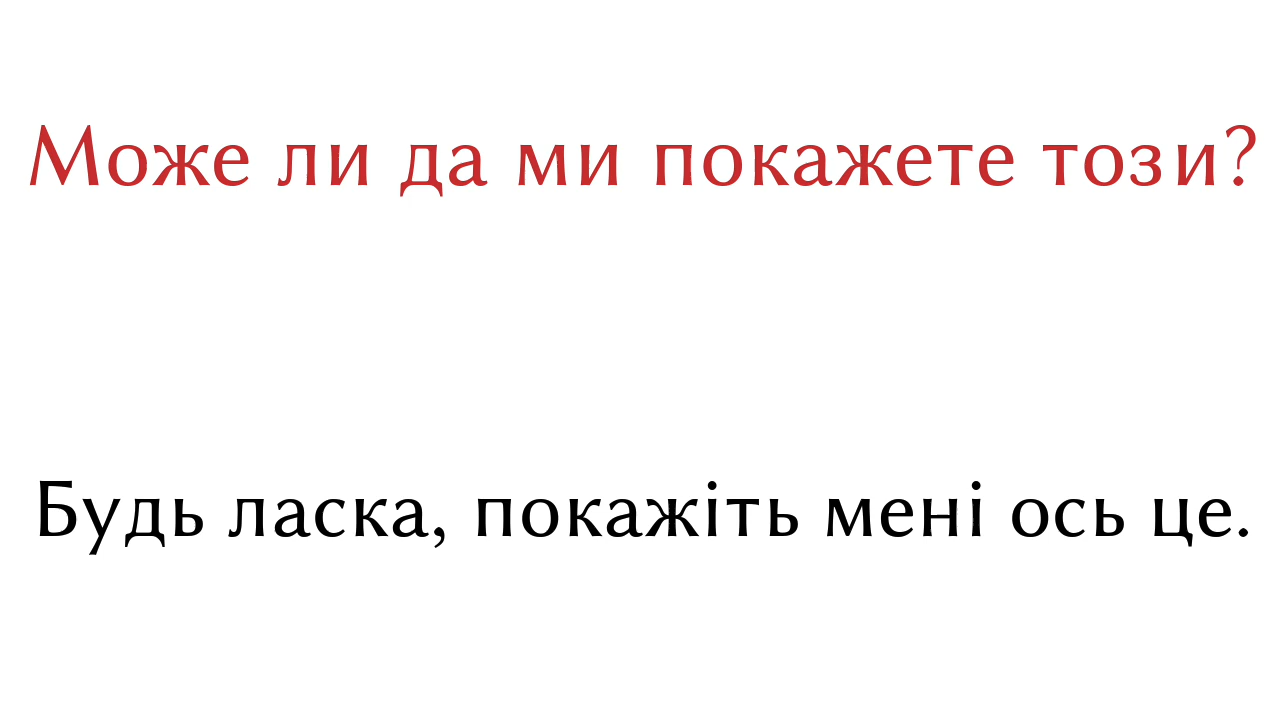 Може ли да ми покажете този?
Будь ласка, покажіть мені ось це.